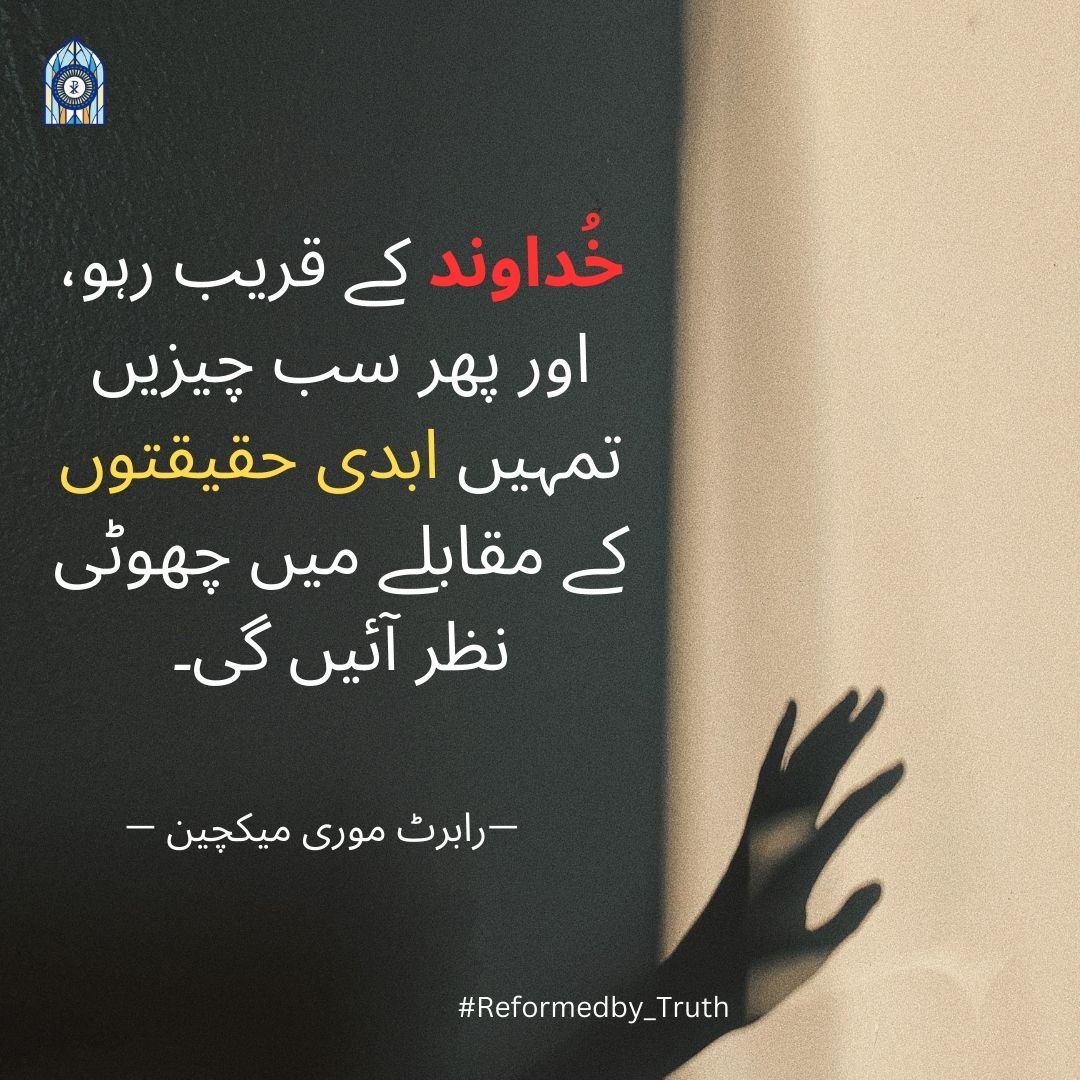 خُداوند کے قریب رہو،
اور پھر سب چیزیں
تمہیں ابدی حقیقتوں
کے مقابلے میں چھوٹی
نظر آئیں گی۔
—رابرٹ موری میکچین —
#Reformedby_Truth